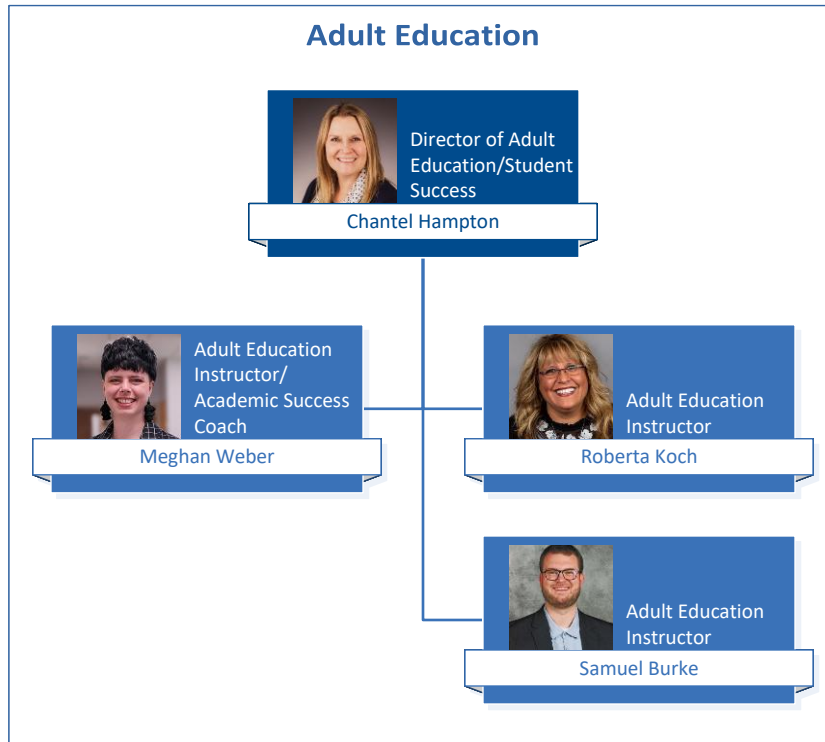 Adult Education
Director of Adult
Education/Student
Success
Chantel Hampton
Adult Education
Instructor/
Academic Success
Coach
Meghan Weber
Adult Education
Instructor
Roberta Koch
Adult Education
Instructor
Samuel Burke